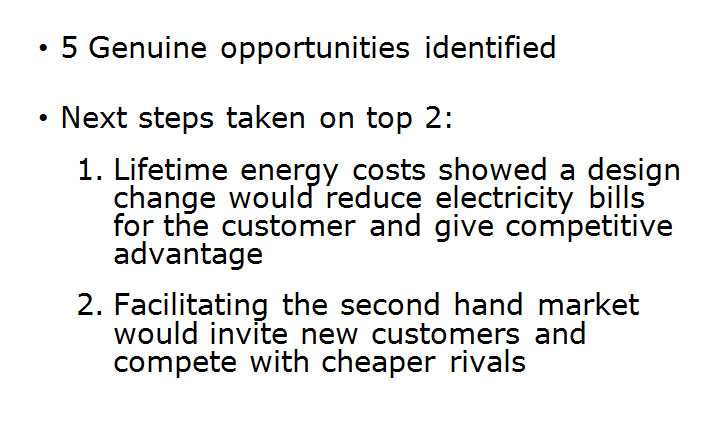 • 5 Genuine opportunities identified
• Next steps taken on top 2:
1. Lifetime energy costs showed a design
change would reduce electricity bills
for the customer and give competitive
advantage
2. Facilitating the second hand market
would invite new customers and
compete with cheaper rivals